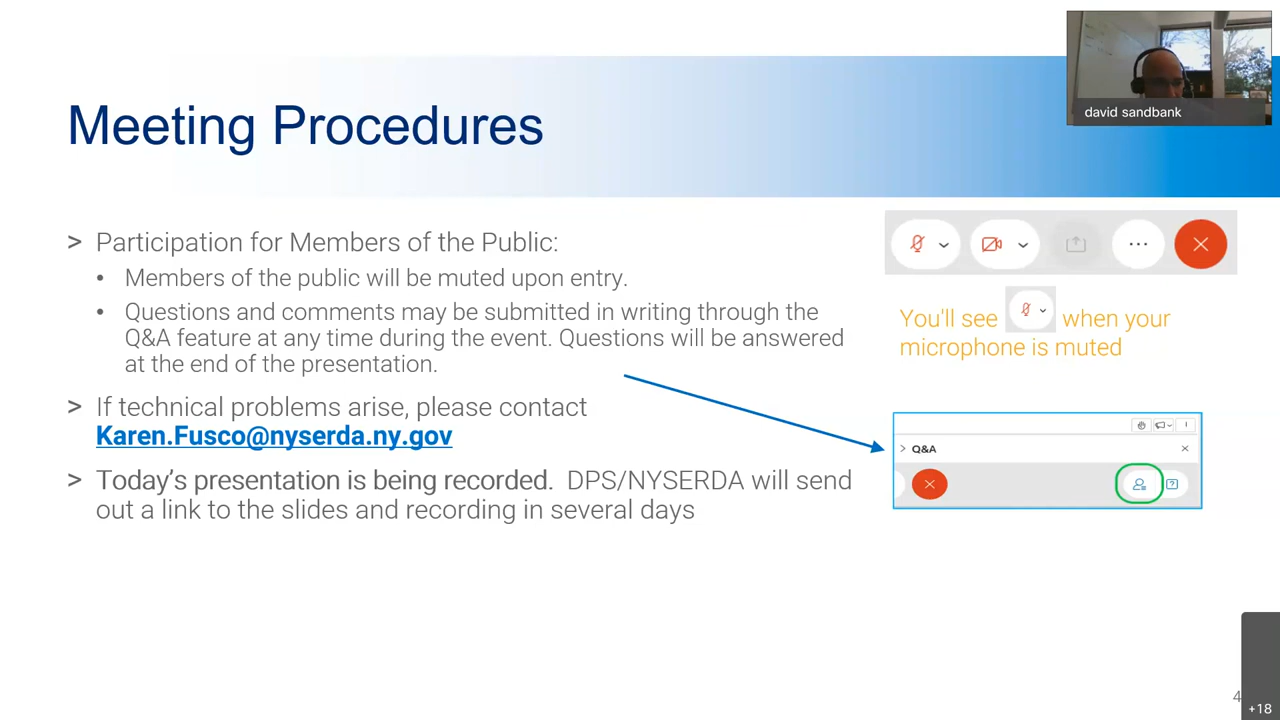 david sandbank
Meeting Procedures
> Participation for Members of the Public:
• Members of the public will be muted upon entry.
• Questions and comments may be submitted in writing through the
Q&A feature at any time during the event. Questions will be answered
at the end of the presentation.
> If technical problems arise, please contact
Karen.Fusco@nyserda.ny.gov
> Today's presentation is being recorded. DPS/NYSERDA will send
out a link to the slides and recording in several days
You'll see when your
microphone is muted
> Q&A
4
+18